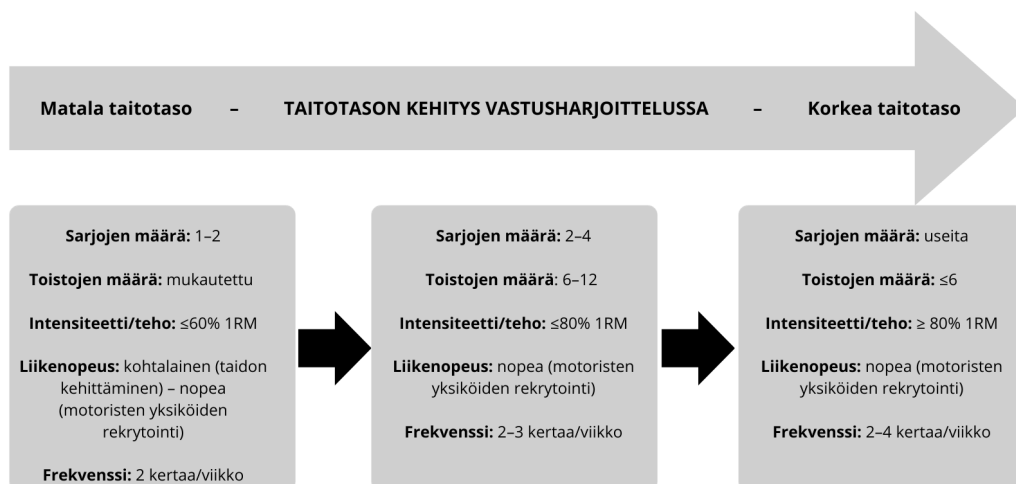 Matala taitotaso – TAITOTASON KEHITYS VASTUSHARJOITTELUSSA – Korkea taitotaso
Sarjojen määrä: 1–2
Toistojen määrä: mukautettu
Intensiteetti/teho: ≤60% 1RM
Liikenopeus: kohtalainen (taidon
kehittäminen) – nopea
(motoristen yksiköiden
rekrytointi)
Frekvenssi: 2 kertaa/viikko
Sarjojen määrä: 2–4
Toistojen määrä: 6–12
Intensiteetti/teho: ≤80% 1RM
Liikenopeus: nopea (motoristen
yksiköiden rekrytointi)
Frekvenssi: 2–3 kertaa/viikko
Sarjojen määrä: useita
Toistojen määrä: ≤6
Intensiteetti/teho: ≥ 80% 1RM
Liikenopeus: nopea (motoristen
yksiköiden rekrytointi)
Frekvenssi: 2–4 kertaa/viikko